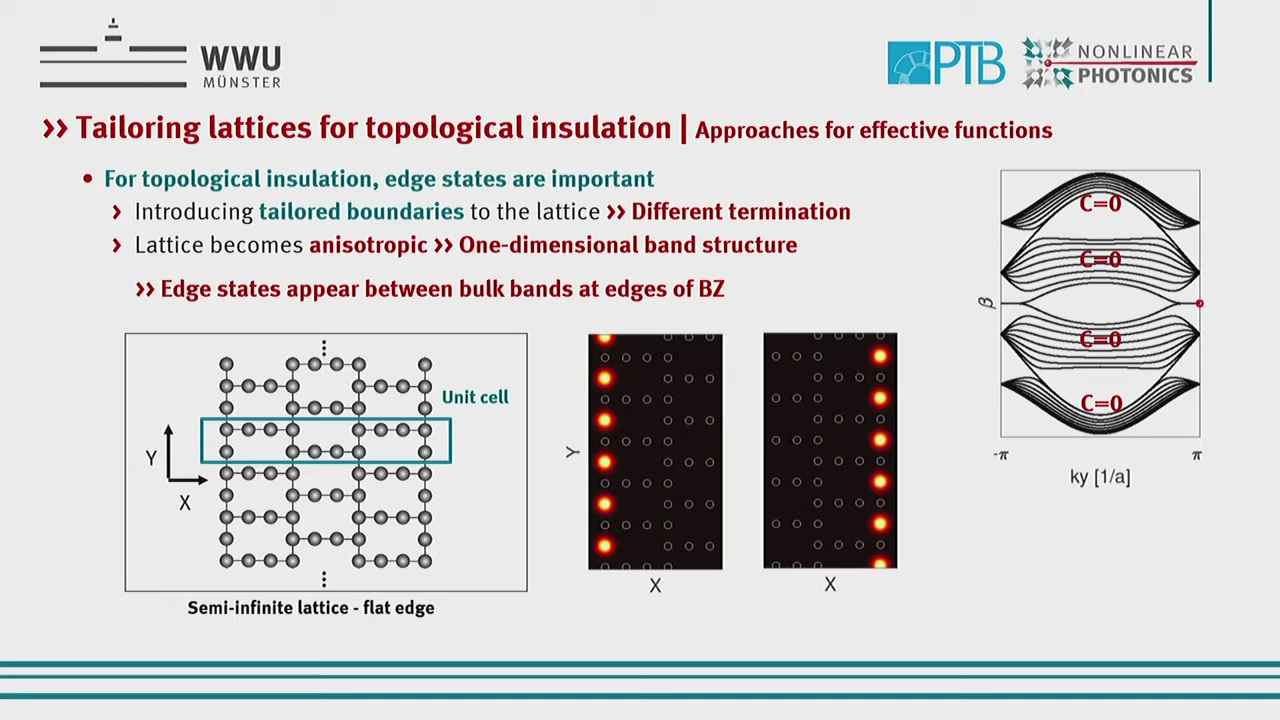 WWU
MÜNSTER
PTB
NONLINEAR
PHOTONICS
>> Tailoring lattices for topological insulation | Approaches for effective functions
• For topological insulation, edge states are important
› Introducing tailored boundaries to the lattice >> Different termination
› Lattice becomes anisotropic >> One-dimensional band structure
>> Edge states appear between bulk bands at edges of BZ
Unit cell
Y
X
Semi-infinite lattice - flat edge
Y
X
X
C=0
C=0
β
C=0
C=0
-π
π
ky [1/a]